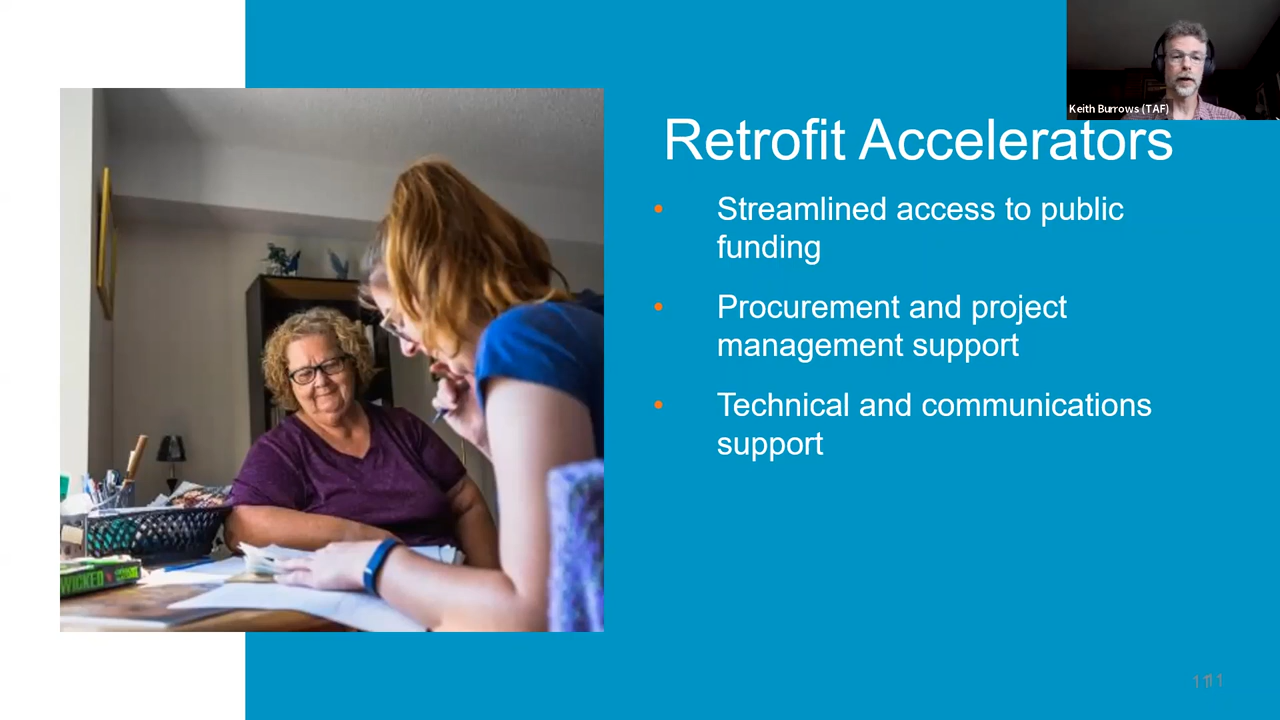 Keith Burrows (TAF)
Retrofit Accelerators
• Streamlined access to public
funding
• Procurement and project
management support
• Technical and communications
support
WICKED